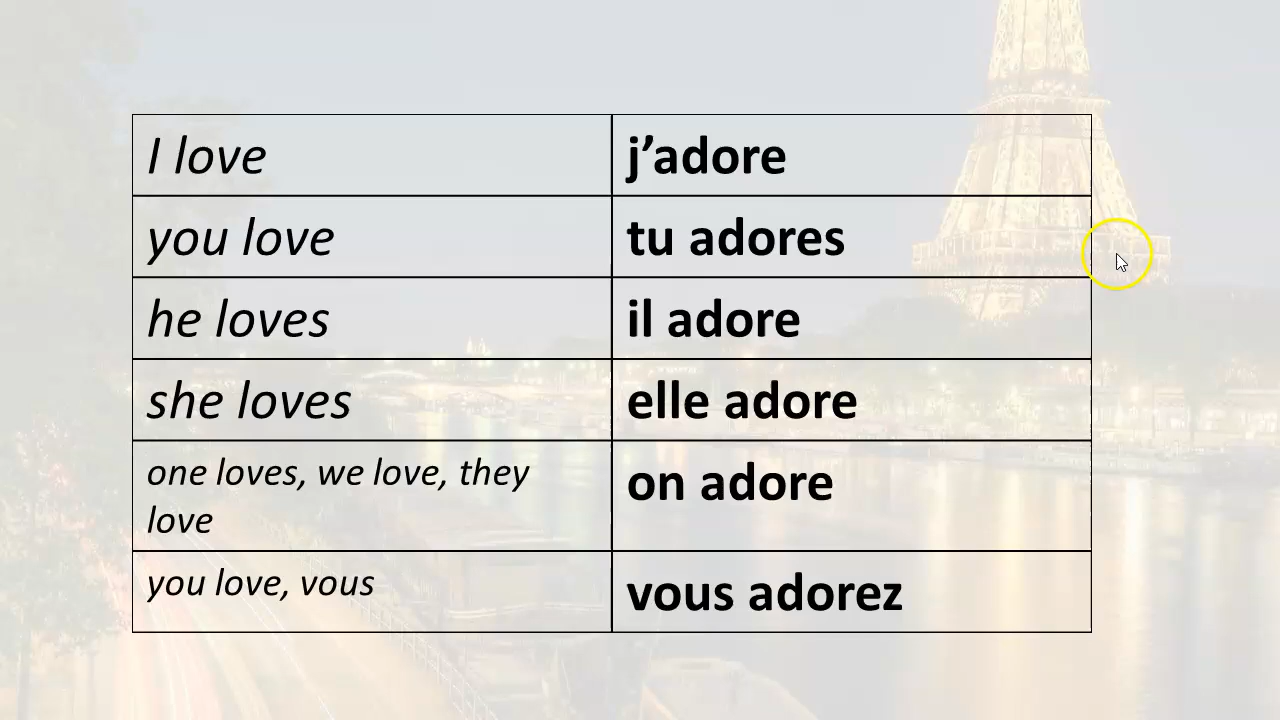 I love
j’adore
you love
tu adores
he loves
il adore
she loves
elle adore
one loves, we love, they
love
on adore
you love, vous
vous adorez